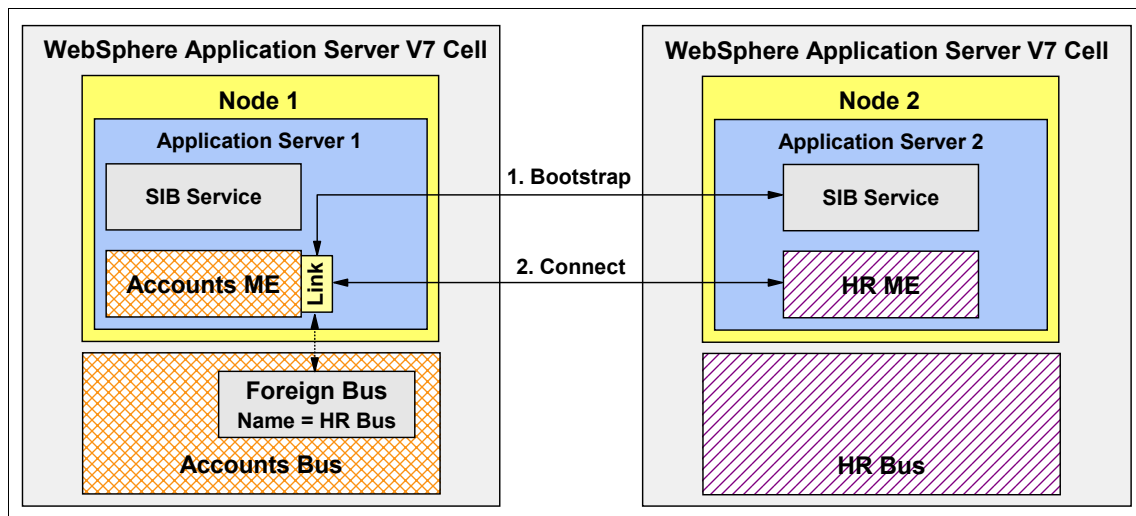 WebSphere Application Server V7 Cell
Node 1
Application Server 1
SIB Service
Accounts ME
Link
Foreign Bus
Name = HR Bus
Accounts Bus
1. Bootstrap
2. Connect
WebSphere Application Server V7 Cell
Node 2
Application Server 2
SIB Service
HR ME
HR Bus